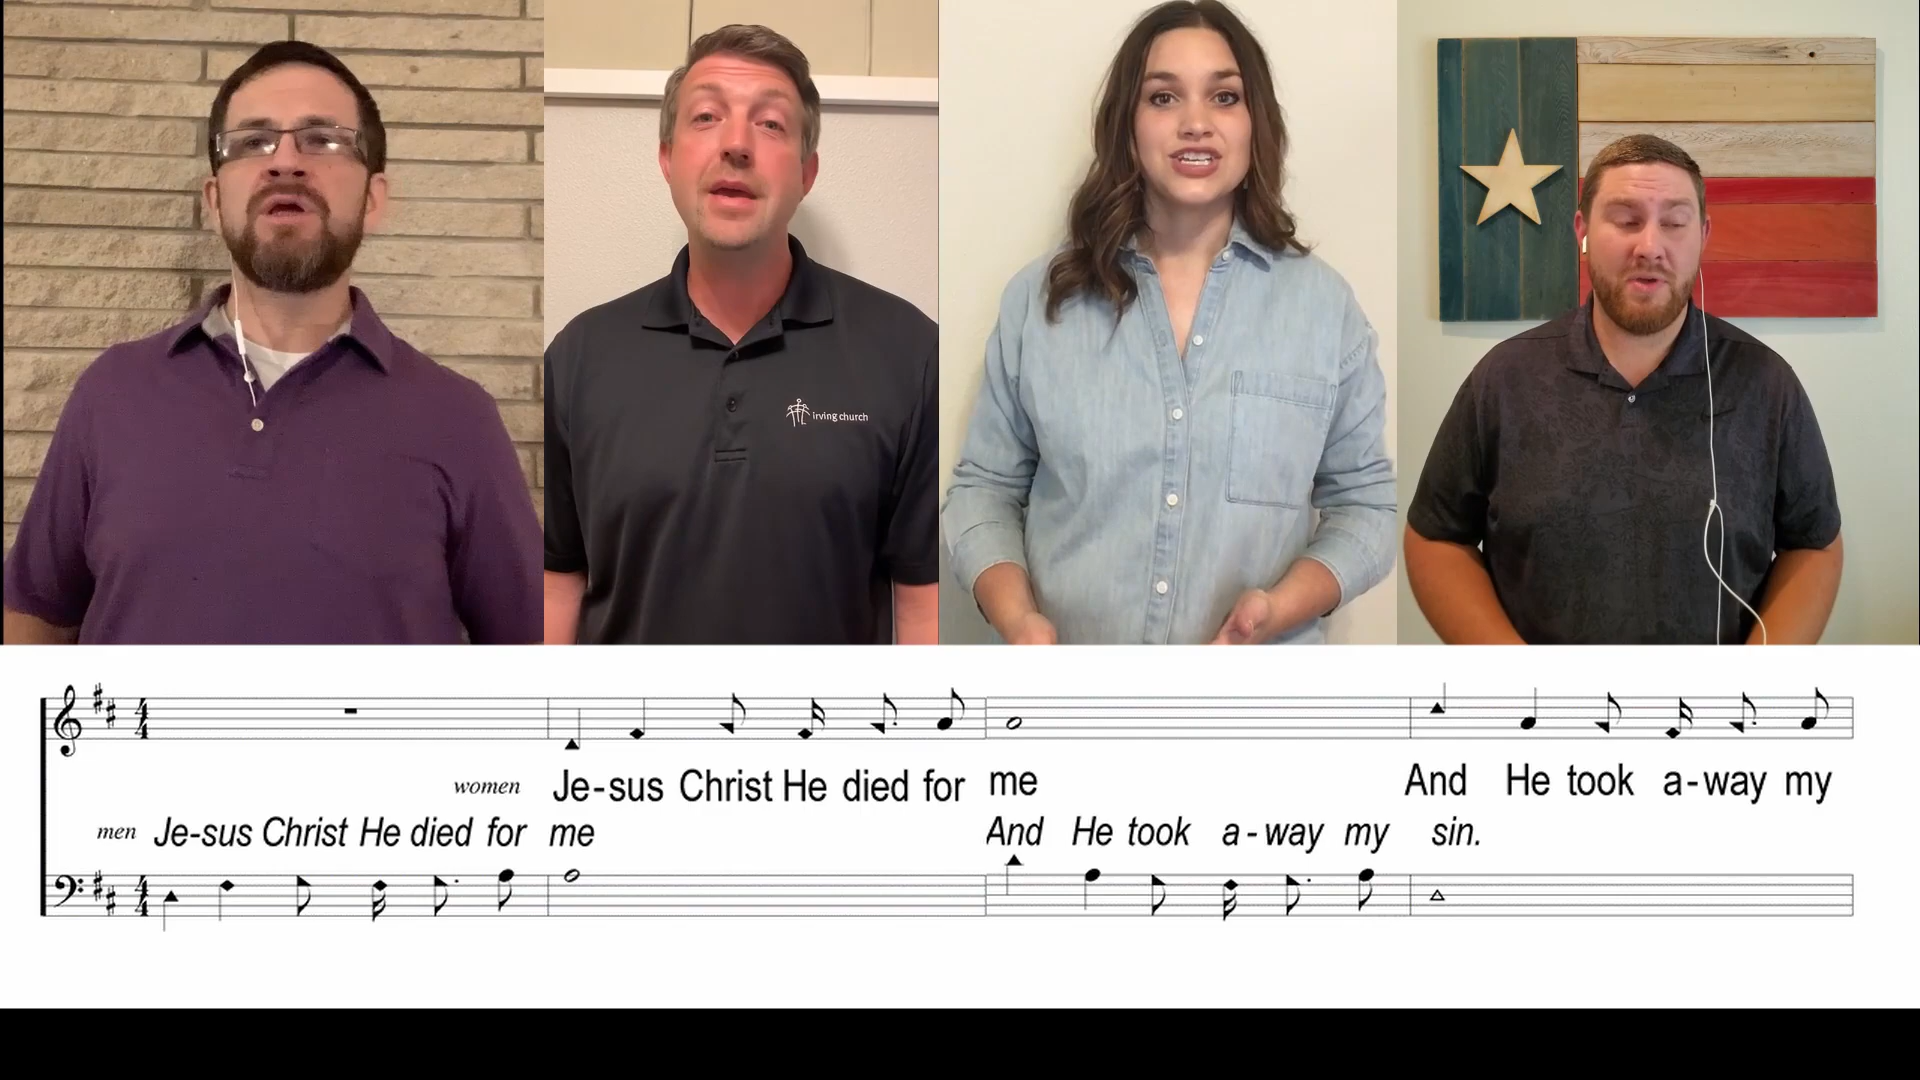 irving church
women Je-sus Christ He died for me And He took a-way my
men Je-sus Christ He died for me And He took a-way my sin.